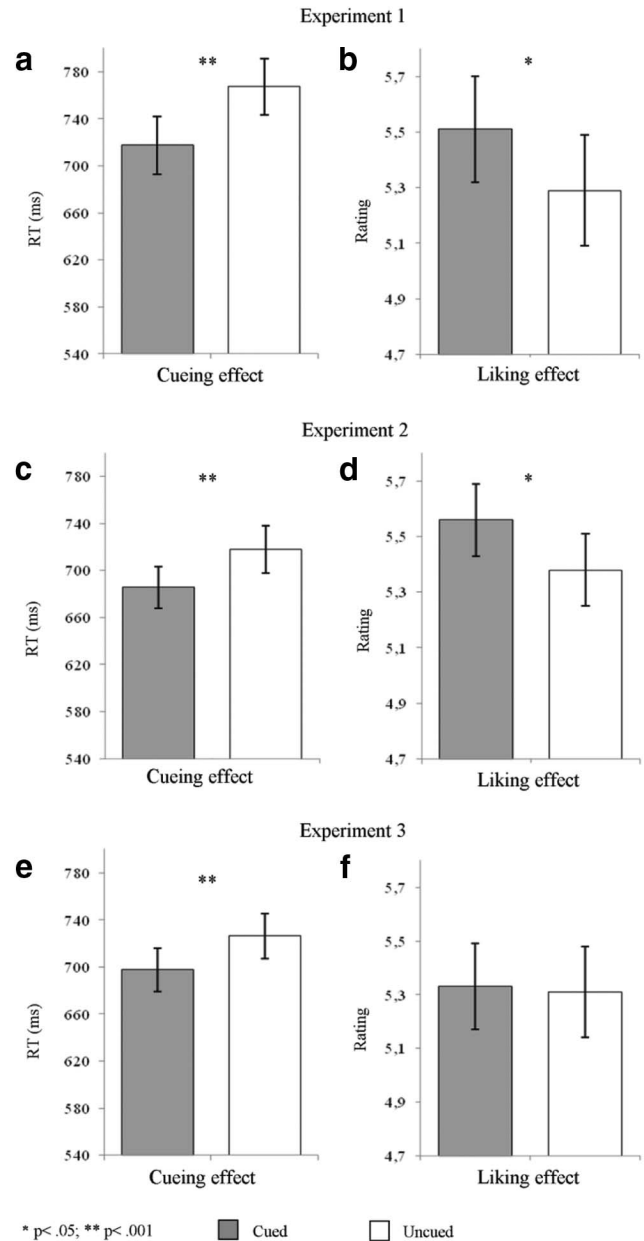 Experiment 1
a
**
780
740
700
660
620
580
540
RT (ms)
Cueing effect
b
*
5,7
5,5
5,3
5,1
4,9
4,7
Rating
Liking effect
Experiment 2
c
**
780
740
700
660
620
580
540
RT (ms)
Cueing effect
d
*
5,7
5,5
5,3
5,1
4,9
4,7
Rating
Liking effect
Experiment 3
e
**
780
740
700
660
620
580
540
RT (ms)
Cueing effect
f
5,7
5,5
5,3
5,1
4,9
4,7
Rating
Liking effect
* p< .05; ** p< .001 Cued Uncued